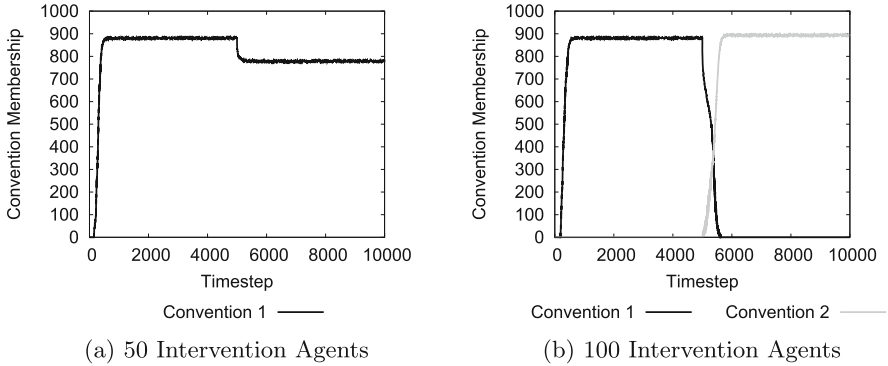 1000
900
800
700
600
500
400
300
200
100
0
Convention Membership
0 2000 4000 6000 8000 10000
Timestep
Convention 1
(a) 50 Intervention Agents
1000
900
800
700
600
500
400
300
200
100
0
Convention Membership
0 2000 4000 6000 8000 10000
Timestep
Convention 1 Convention 2
(b) 100 Intervention Agents